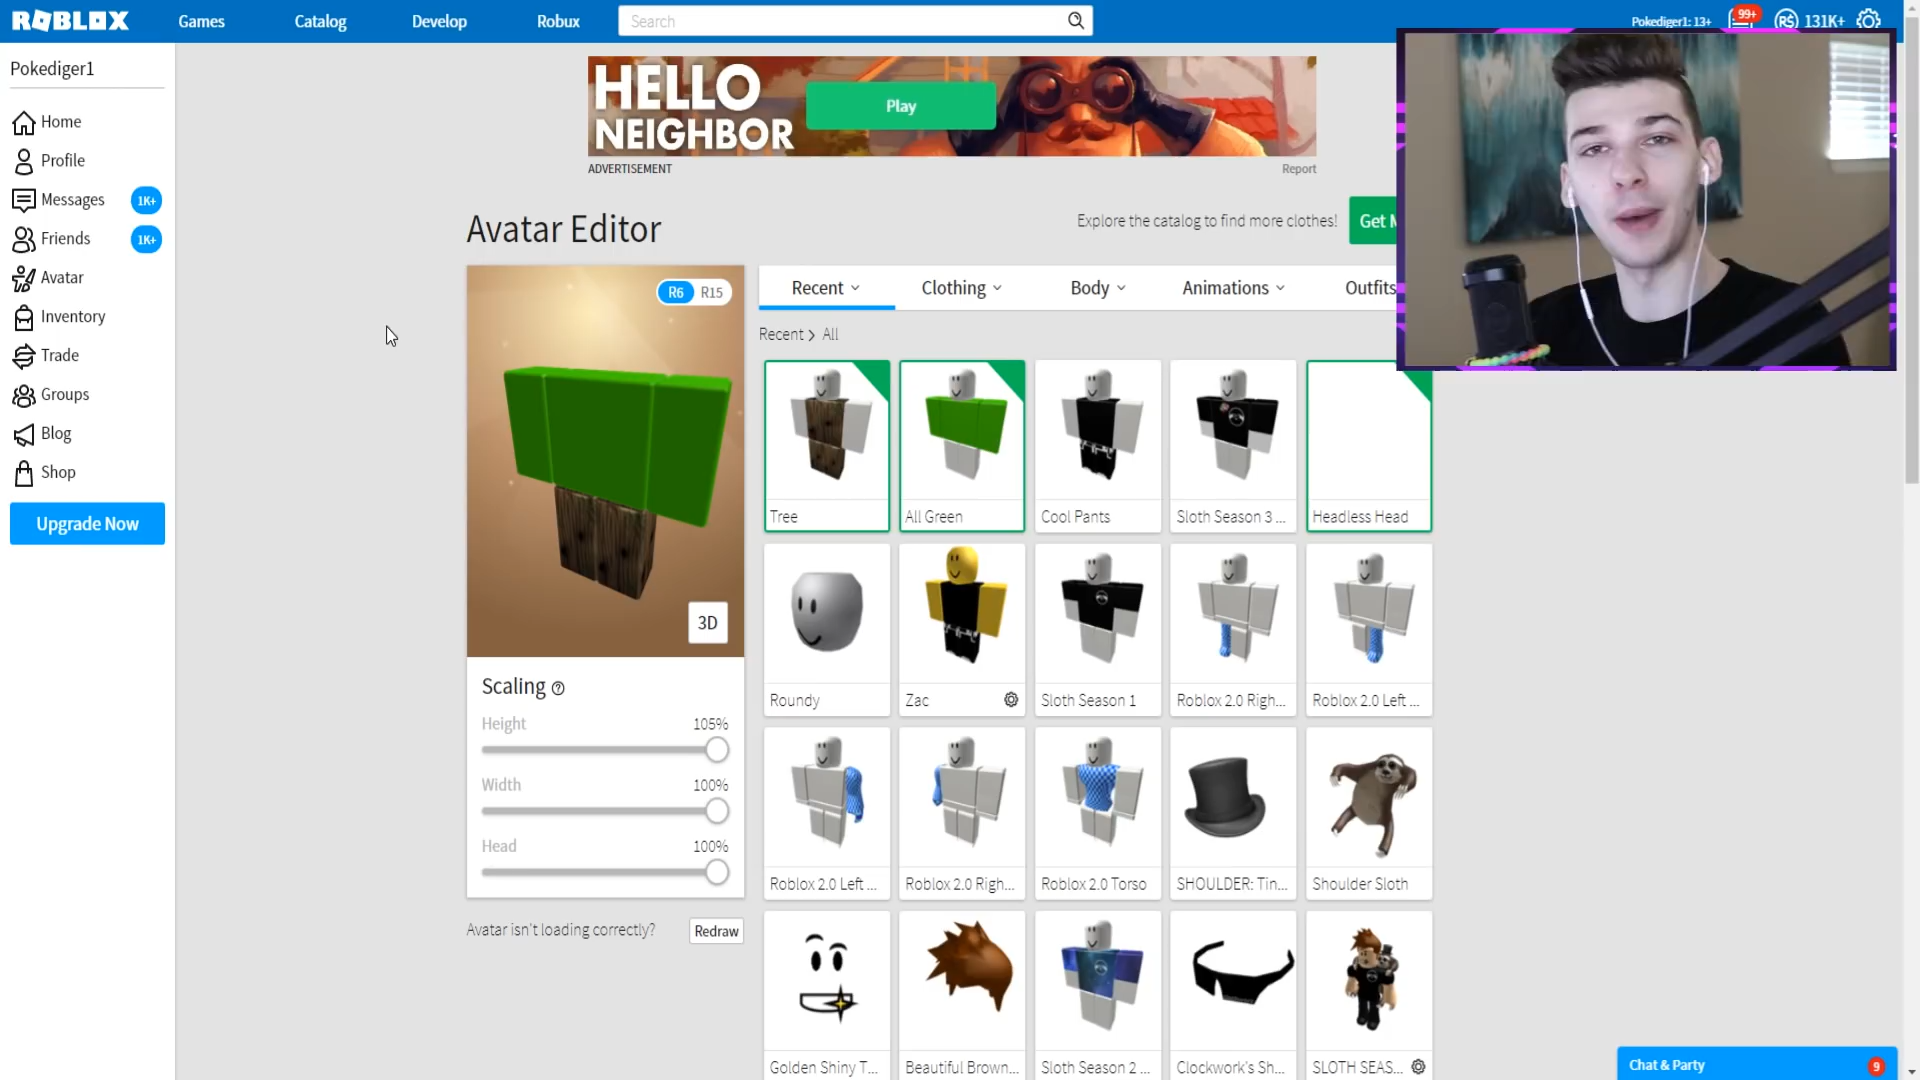 ROBLOX
Games
Catalog
Develop
Robux
Search
Pokediger1: 13+
99+
R$
131K+
Pokediger1
Home
Profile
Messages
1K+
Friends
1K+
Avatar
Inventory
Trade
Groups
Blog
Shop
Upgrade Now
HELLO
NEIGHBOR
Play
ADVERTISEMENT
Report
Avatar Editor
Explore the catalog to find more clothes!
Get
R6
R15
3D
Recent
Clothing
Body
Animations
Outfits
Recent > All
Tree
All Green
Cool Pants
Sloth Season 3 ...
Headless Head
Roundy
Zac
Sloth Season 1
Roblox 2.0 Righ...
Roblox 2.0 Left ...
Roblox 2.0 Left ...
Roblox 2.0 Righ...
Roblox 2.0 Torso
SHOULDER: Tin...
Shoulder Sloth
Golden Shiny T...
Beautiful Brown...
Sloth Season 2 ...
Clockwork's Sh...
SLOTH SEAS...
Scaling
Height
105%
Width
100%
Head
100%
Avatar isn't loading correctly?
Redraw
Chat & Party
9